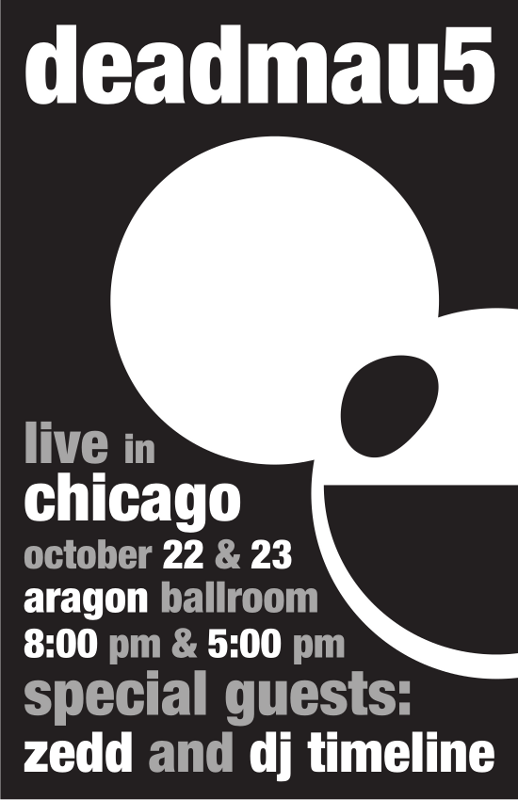 deadmau5
live in
chicago
october 22 & 23
aragon ballroom
8:00 pm & 5:00 pm
special guests:
zedd and dj timeline